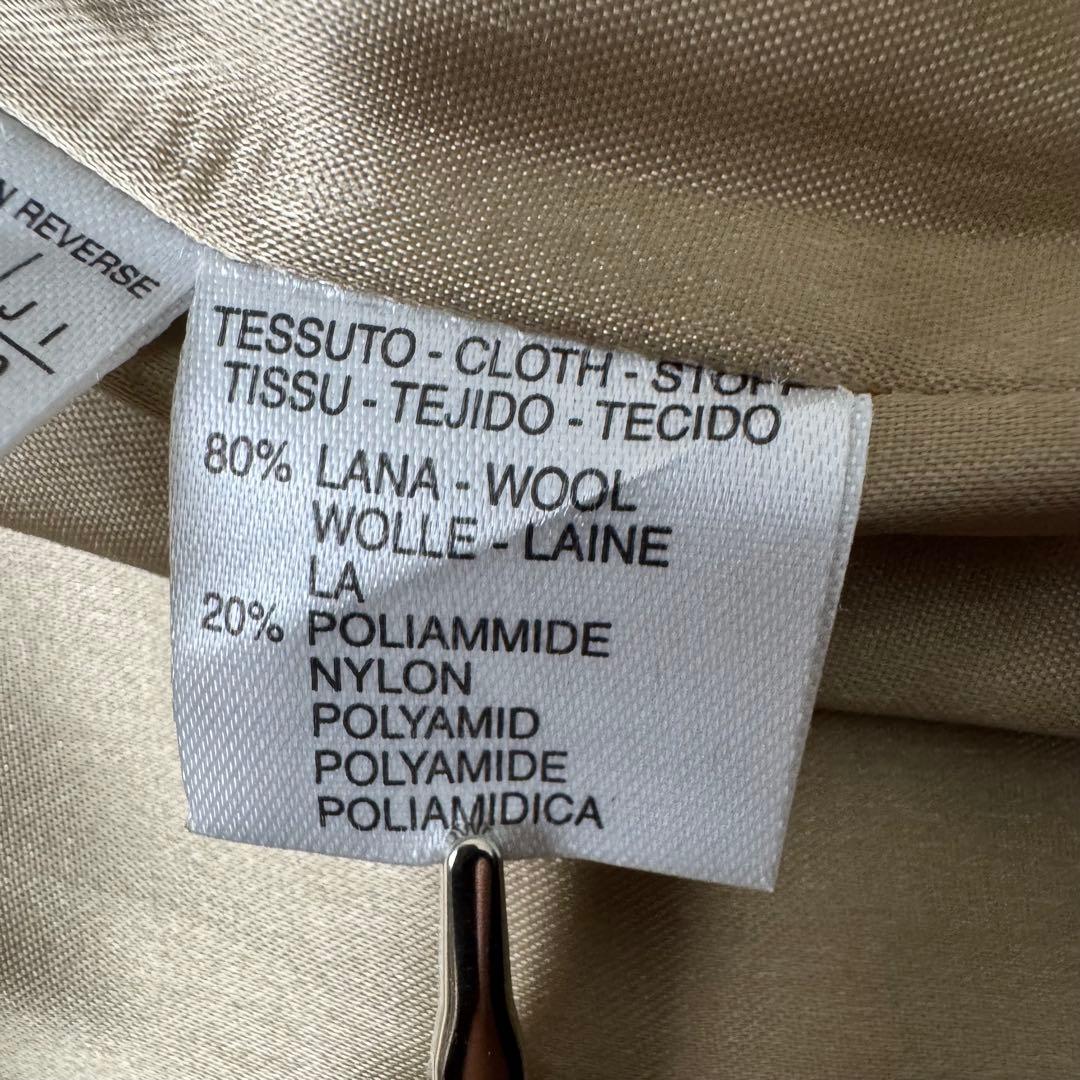 REVERSE
TESSUTO - CLOTH - STOFF
TISSU - TEJIDO - TECIDO
80% LANA - WOOL
WOLLE - LAINE
LA
20% POLIAMMIDE
NYLON
POLYAMID
POLYAMIDE
POLIAMIDICA